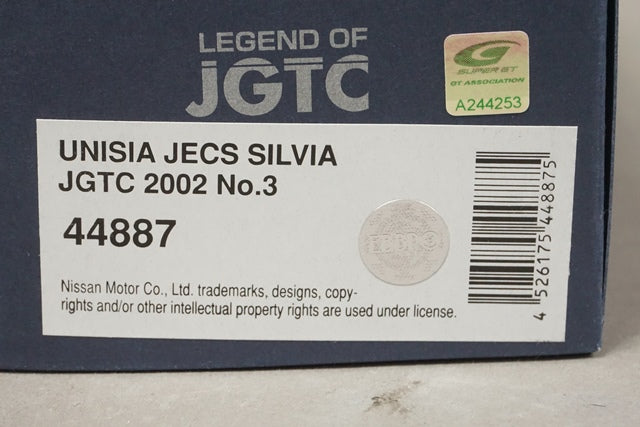 LEGEND OF
JGTC
SUPER GT
GT ASSOCIATION
A244253
UNISIA JECS SILVIA
JGTC 2002 No.3
44887
EBBRO
Nissan Motor Co., Ltd. trademarks, designs, copy-
rights and/or other intellectual property rights are used under license.
4 526175 448875